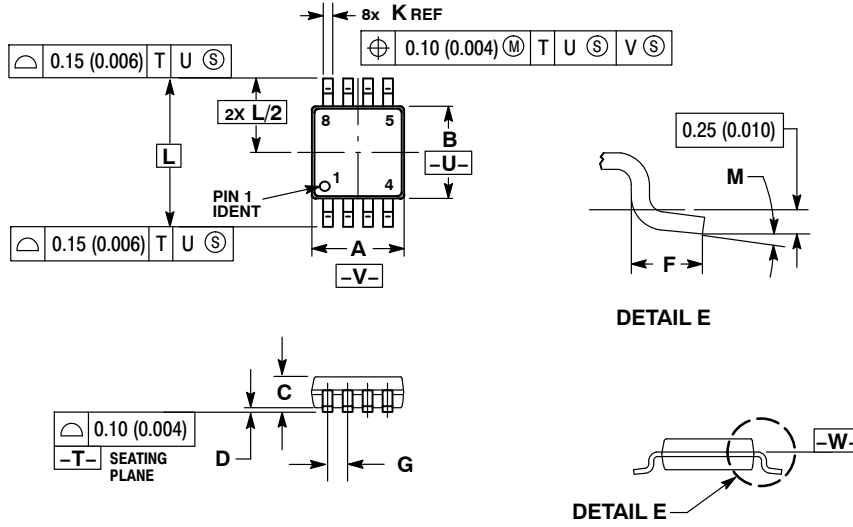 8x K REF
0.10 (0.004) Ⓜ T U Ⓢ V Ⓢ
0.15 (0.006) T U Ⓢ
2X L/2
L
8 5
B
–U–
1 4
PIN 1
IDENT
0.15 (0.006) T U Ⓢ
A
–V–
0.25 (0.010)
M
F
DETAIL E
C
0.10 (0.004)
–T– SEATING
PLANE
D
G
–W–
DETAIL E